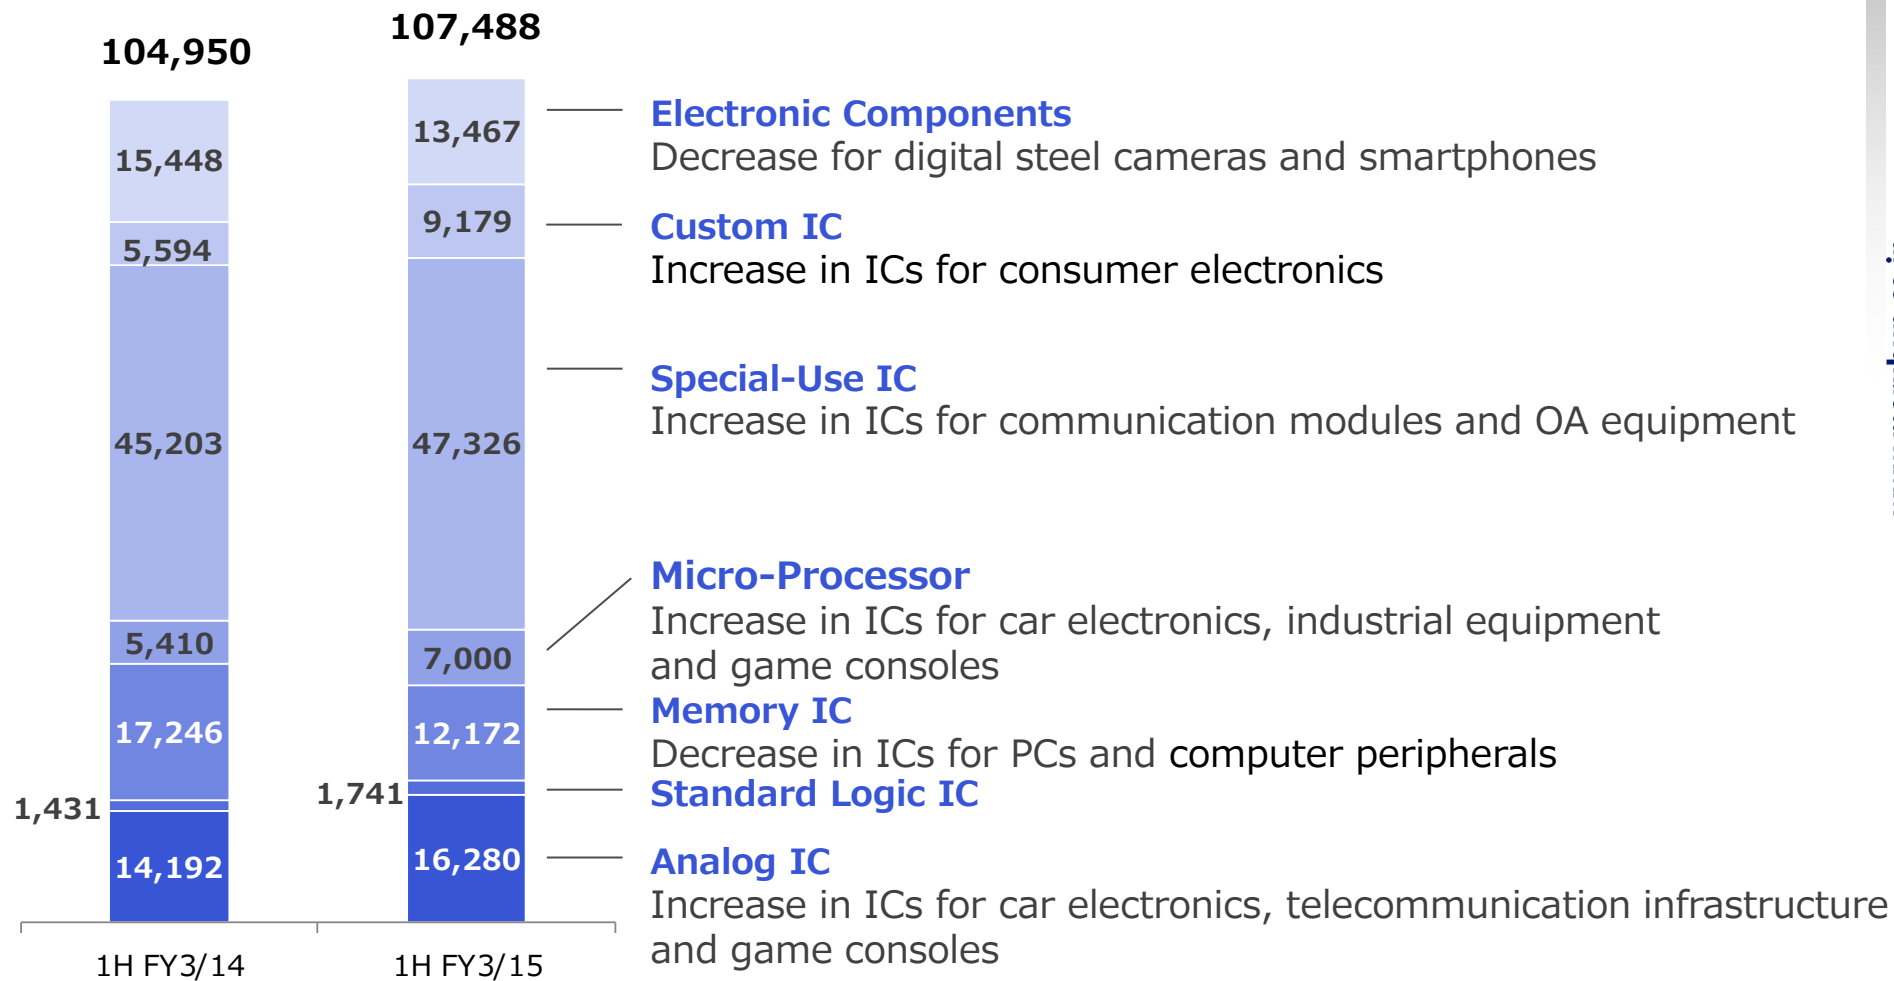 104,950
107,488
15,448
5,594
45,203
5,410
17,246
1,431
14,192
13,467
9,179
47,326
7,000
12,172
1,741
16,280
1H FY3/14
1H FY3/15
Electronic Components
Decrease for digital steel cameras and smartphones
Custom IC
Increase in ICs for consumer electronics
Special-Use IC
Increase in ICs for communication modules and OA equipment
Micro-Processor
Increase in ICs for car electronics, industrial equipment
and game consoles
Memory IC
Decrease in ICs for PCs and computer peripherals
Standard Logic IC
Analog IC
Increase in ICs for car electronics, telecommunication infrastructure
and game consoles